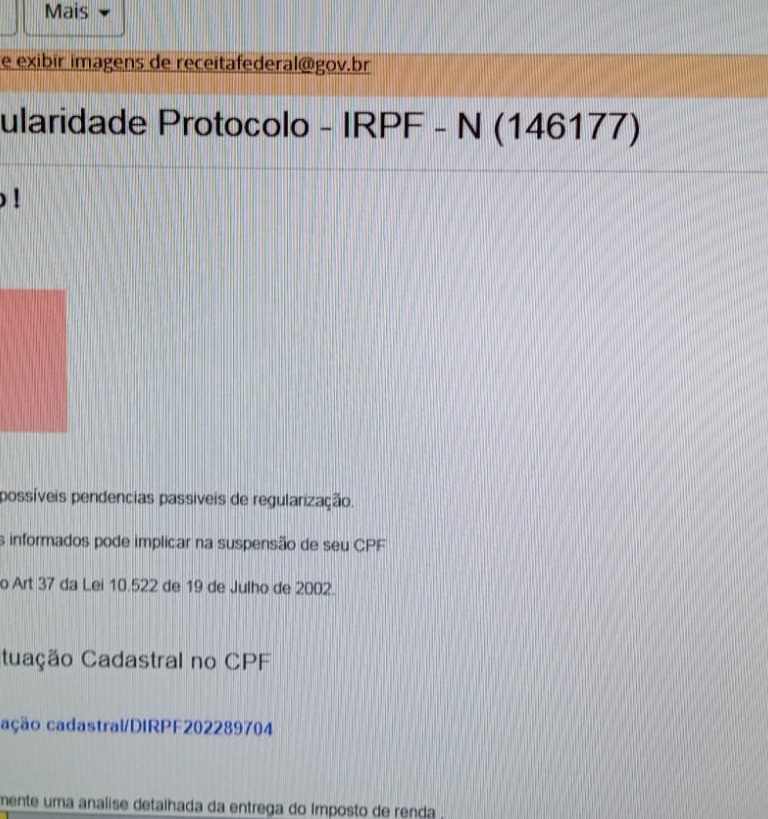 Mais
e exibir imagens de receitafederal@gov.br
ularidade Protocolo - IRPF - N (146177)
o !
possíveis pendencias passiveis de regularização.
s informados pode implicar na suspensão de seu CPF
o Art 37 da Lei 10.522 de 19 de Julho de 2002.
tuação Cadastral no CPF
ação cadastral/DIRPF202289704
mente uma analise detalhada da entrega do Imposto de renda .